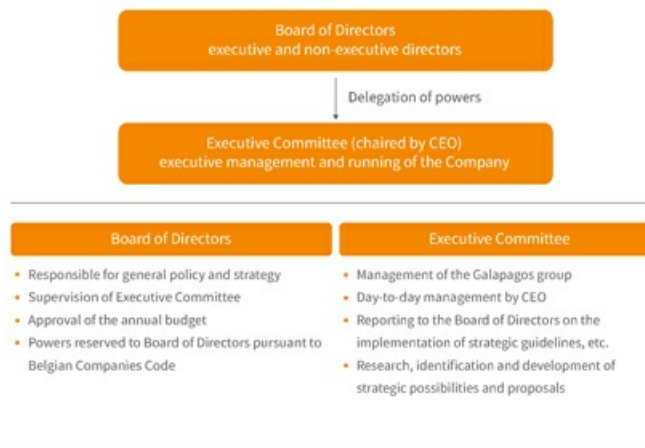 Board of Directors
executive and non-executive directors
Delegation of powers
Executive Committee (chaired by CEO)
executive management and running of the Company
Board of Directors
• Responsible for general policy and strategy
• Supervision of Executive Committee
• Approval of the annual budget
• Powers reserved to Board of Directors pursuant to
Belgian Companies Code
Executive Committee
• Management of the Galapagos group
• Day-to-day management by CEO
• Reporting to the Board of Directors on the
implementation of strategic guidelines, etc.
• Research, identification and development of
strategic possibilities and proposals